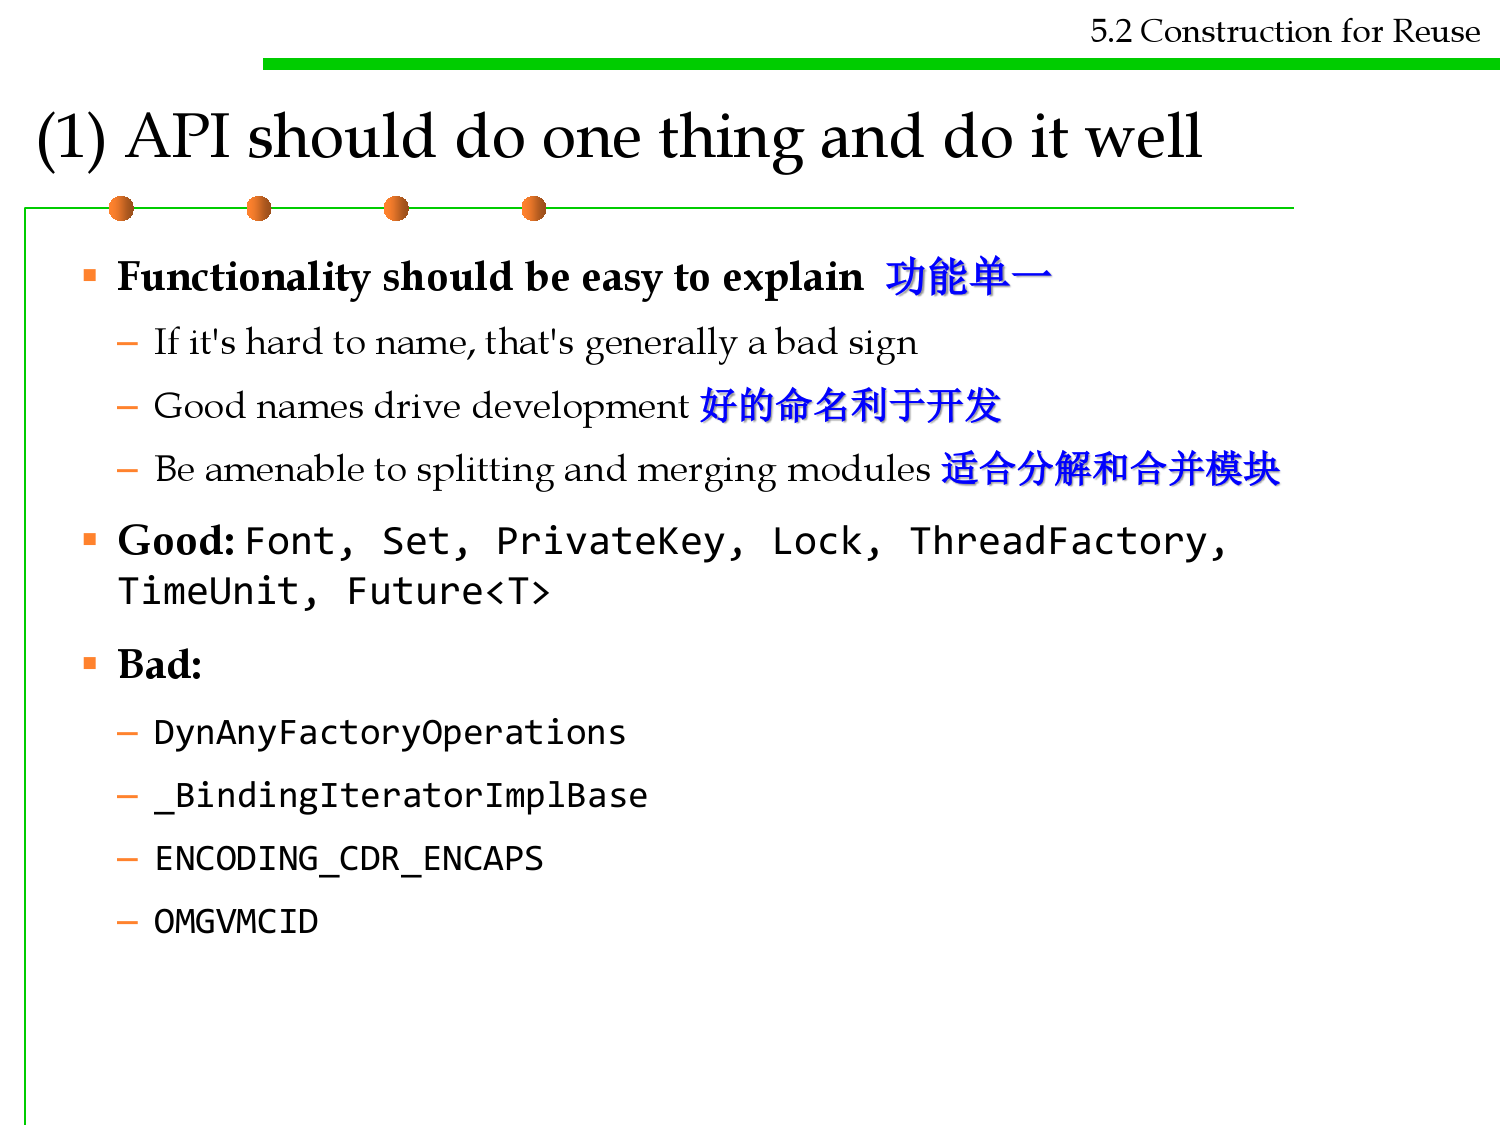 5.2 Construction for Reuse
(1) API should do one thing and do it well
▪ Functionality should be easy to explain 功能单一
– If it's hard to name, that's generally a bad sign
– Good names drive development 好的命名利于开发
– Be amenable to splitting and merging modules 适合分解和合并模块
▪ Good: Font, Set, PrivateKey, Lock, ThreadFactory,
TimeUnit, Future<T>
▪ Bad:
– DynAnyFactoryOperations
– _BindingIteratorImplBase
– ENCODING_CDR_ENCAPS
– OMGVMCID